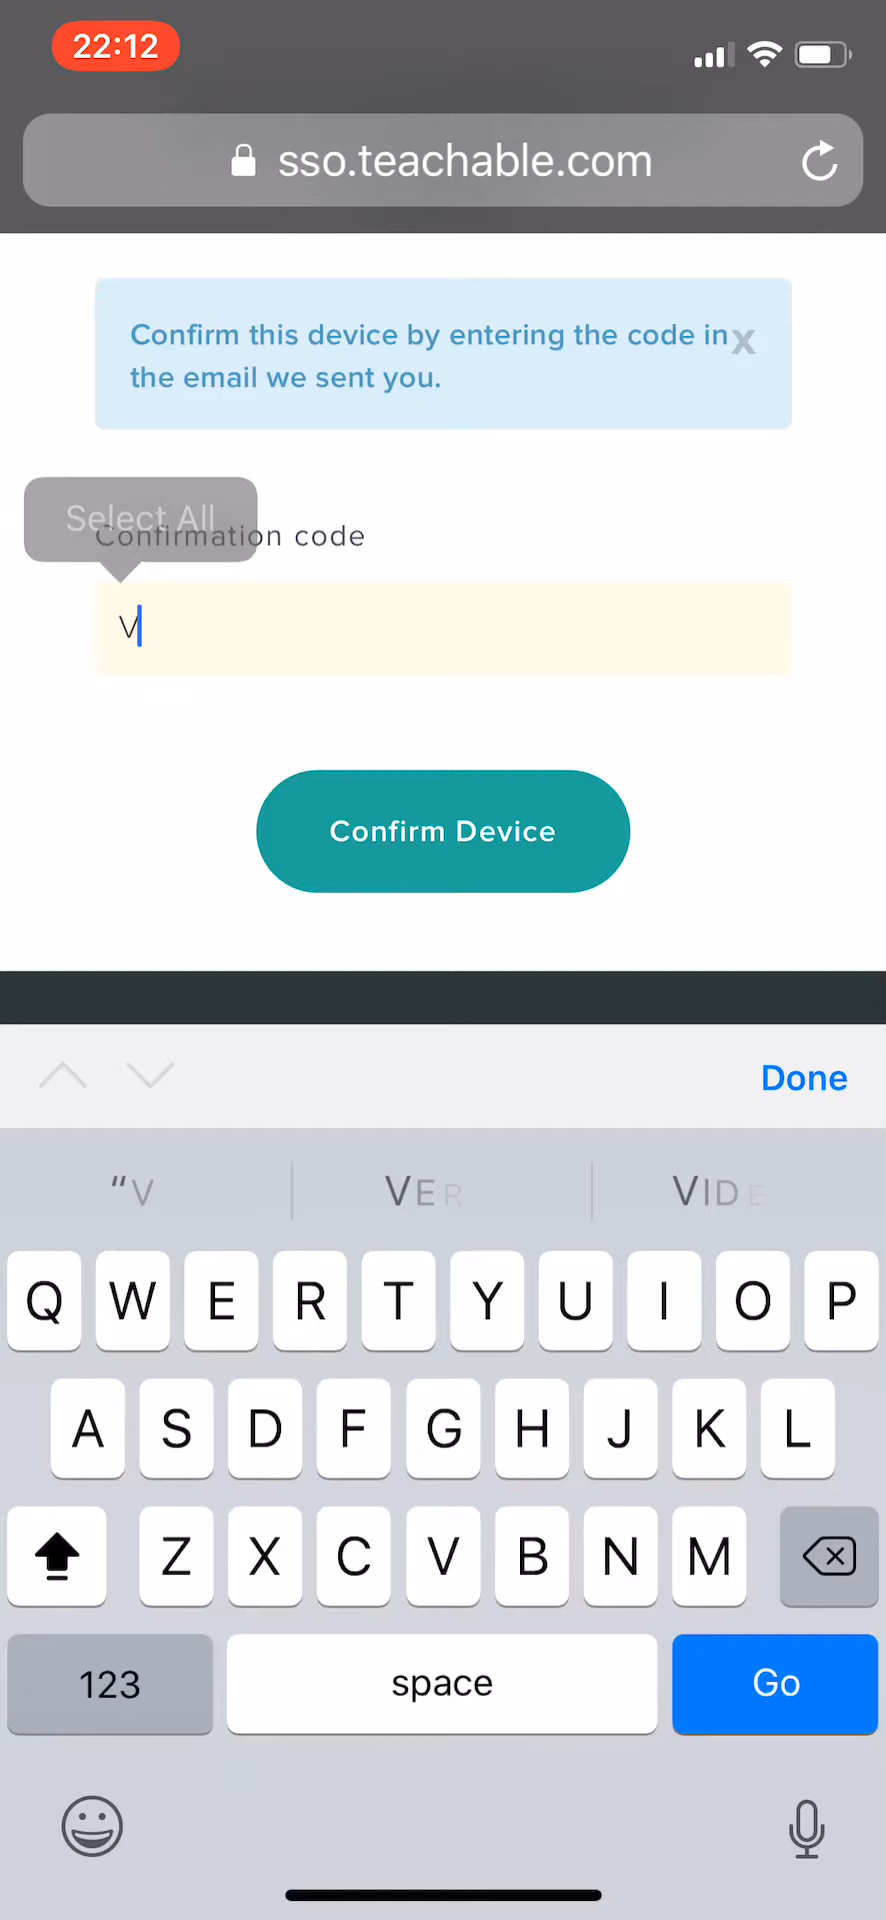 22:12
sso.teachable.com
Confirm this device by entering the code in
the email we sent you.
X
Select All
Confirmation code
V
Confirm Device
Done
“V
VER
VIDE
Q W E R T Y U I O P
A S D F G H J K L
Z X C V B N M
123
space
Go